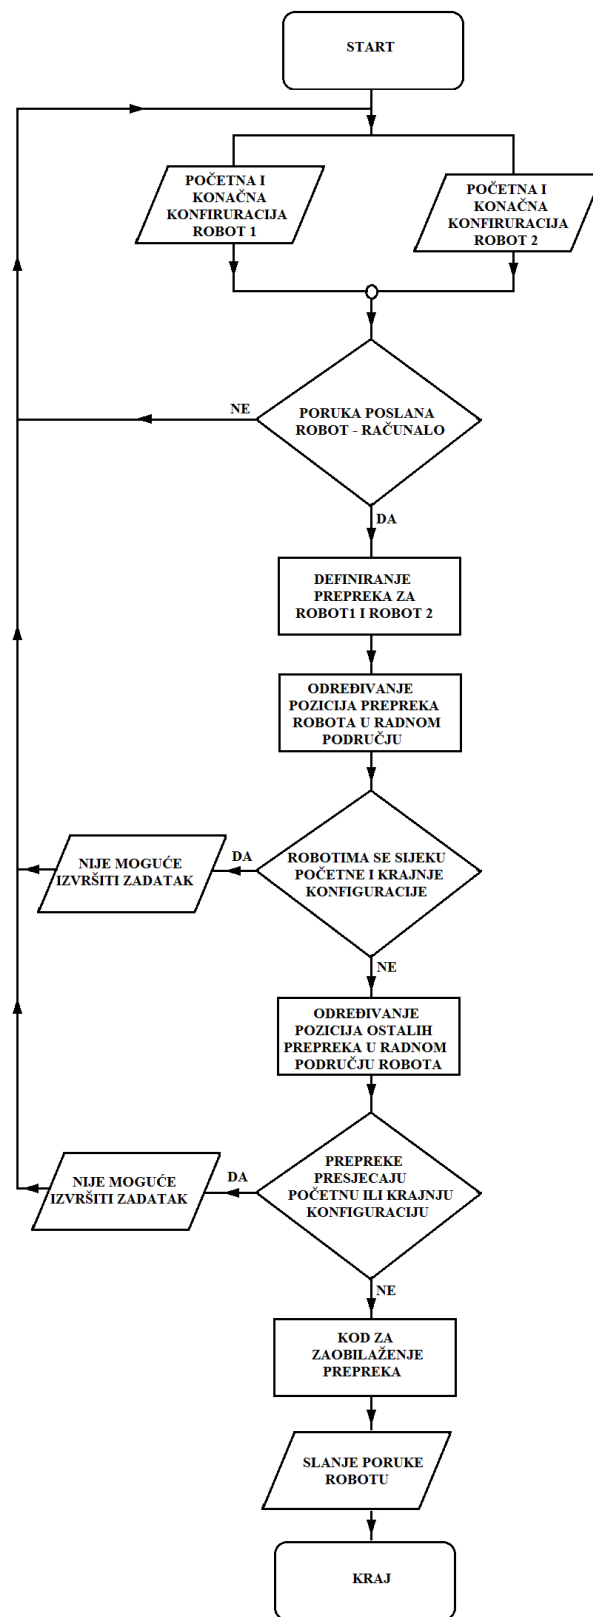 START
POČETNA I
KONAČNA
KONFIRURACIJA
ROBOT 1
POČETNA I
KONAČNA
KONFIRURACIJA
ROBOT 2
NE
PORUKA POSLANA
ROBOT - RAČUNALO
DA
DEFINIRANJE
PREPREKA ZA
ROBOT1 I ROBOT 2
ODREĐIVANJE
POZICIJA PREPREKA
ROBOTA U RADNOM
PODRUČJU
NIJE MOGUĆE
IZVRŠITI ZADATAK
DA
ROBOTIMA SE SIJEKU
POČETNE I KRAJNJE
KONFIGURACIJE
NE
ODREĐIVANJE
POZICIJA OSTALIH
PREPREKA U RADNOM
PODRUČJU ROBOTA
NIJE MOGUĆE
IZVRŠITI ZADATAK
DA
PREPREKE
PRESJECAJU
POČETNU ILI KRAJNJU
KONFIGURACIJU
NE
KOD ZA
ZAOBILAŽENJE
PREPREKA
SLANJE PORUKE
ROBOTU
KRAJ